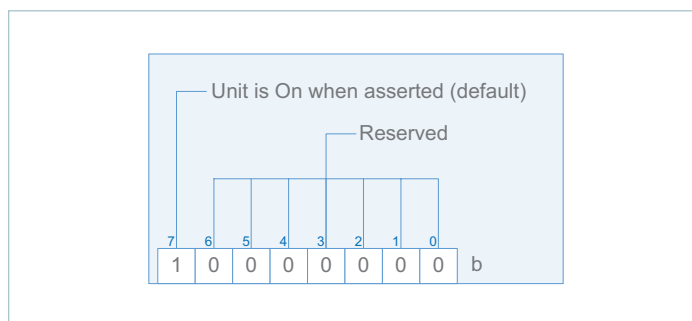 Unit is On when asserted (default)
Reserved
7 6 5 4 3 2 1 0
1 0 0 0 0 0 0 0 b